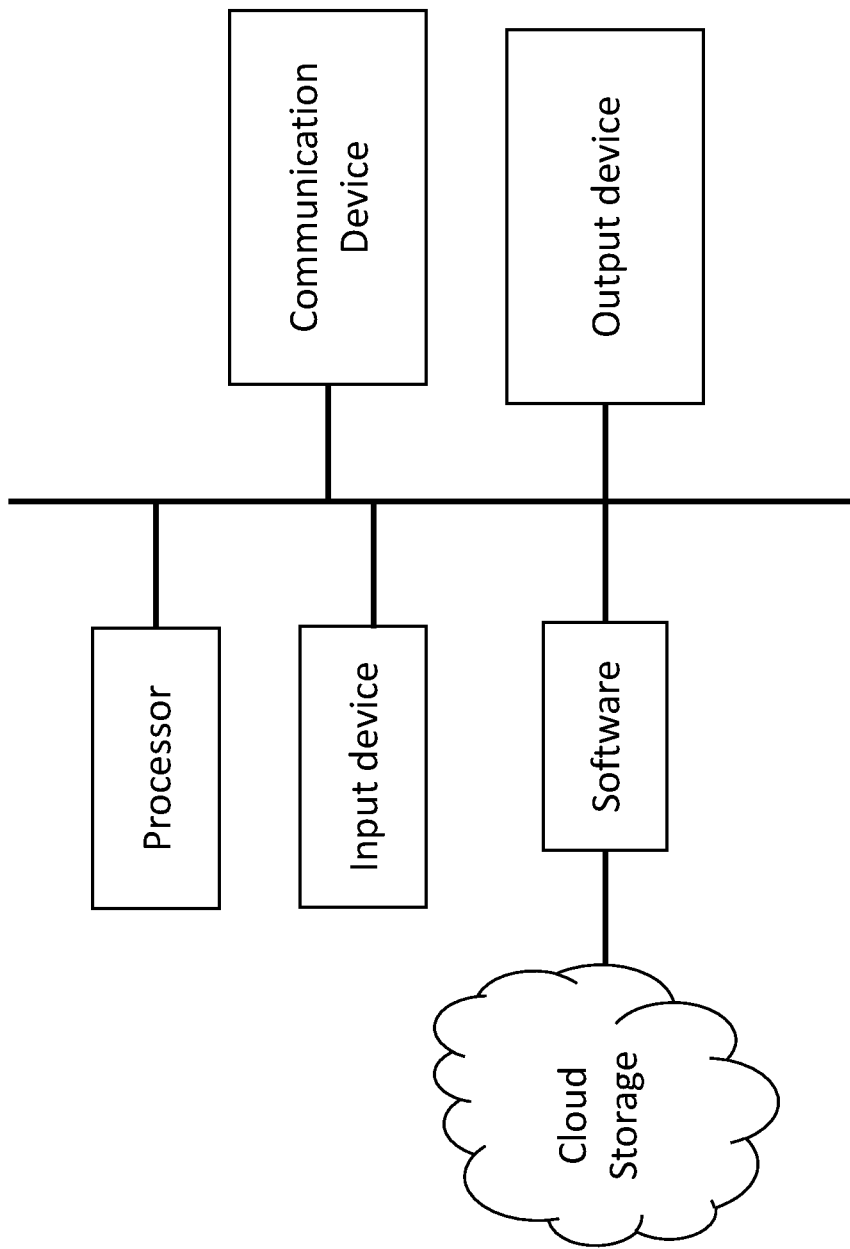 Processor
Communication
Device
Input device
Software
Output device
Cloud
Storage